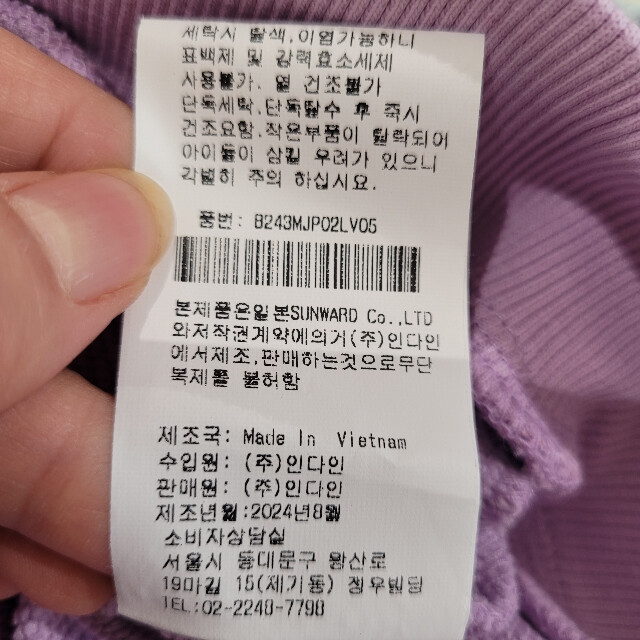 세탁시 탈색,이염가능하니
표백제 및 강력효소세제
사용불가. 열 건조불가
단독세탁,단독탈수 후 즉시
건조요함.작은부품이 탈락되어
아이들이 삼킬 우려가 있으니
각별히 주의 하십시요.
품번: B243MJP02LV05
본제품은일본SUNWARD Co.,LTD
와저작권계약에의거(주)인다인
에서제조,판매하는것으로무단
복제를 불허함
제조국: Made In Vietnam
수입원: (주)인다인
판매원: (주)인다인
제조년월:2024년8월
소비자상담실
서울시 동대문구 왕산로
19마길 15(제기동) 정우빌딩
TEL:02-2248-7798